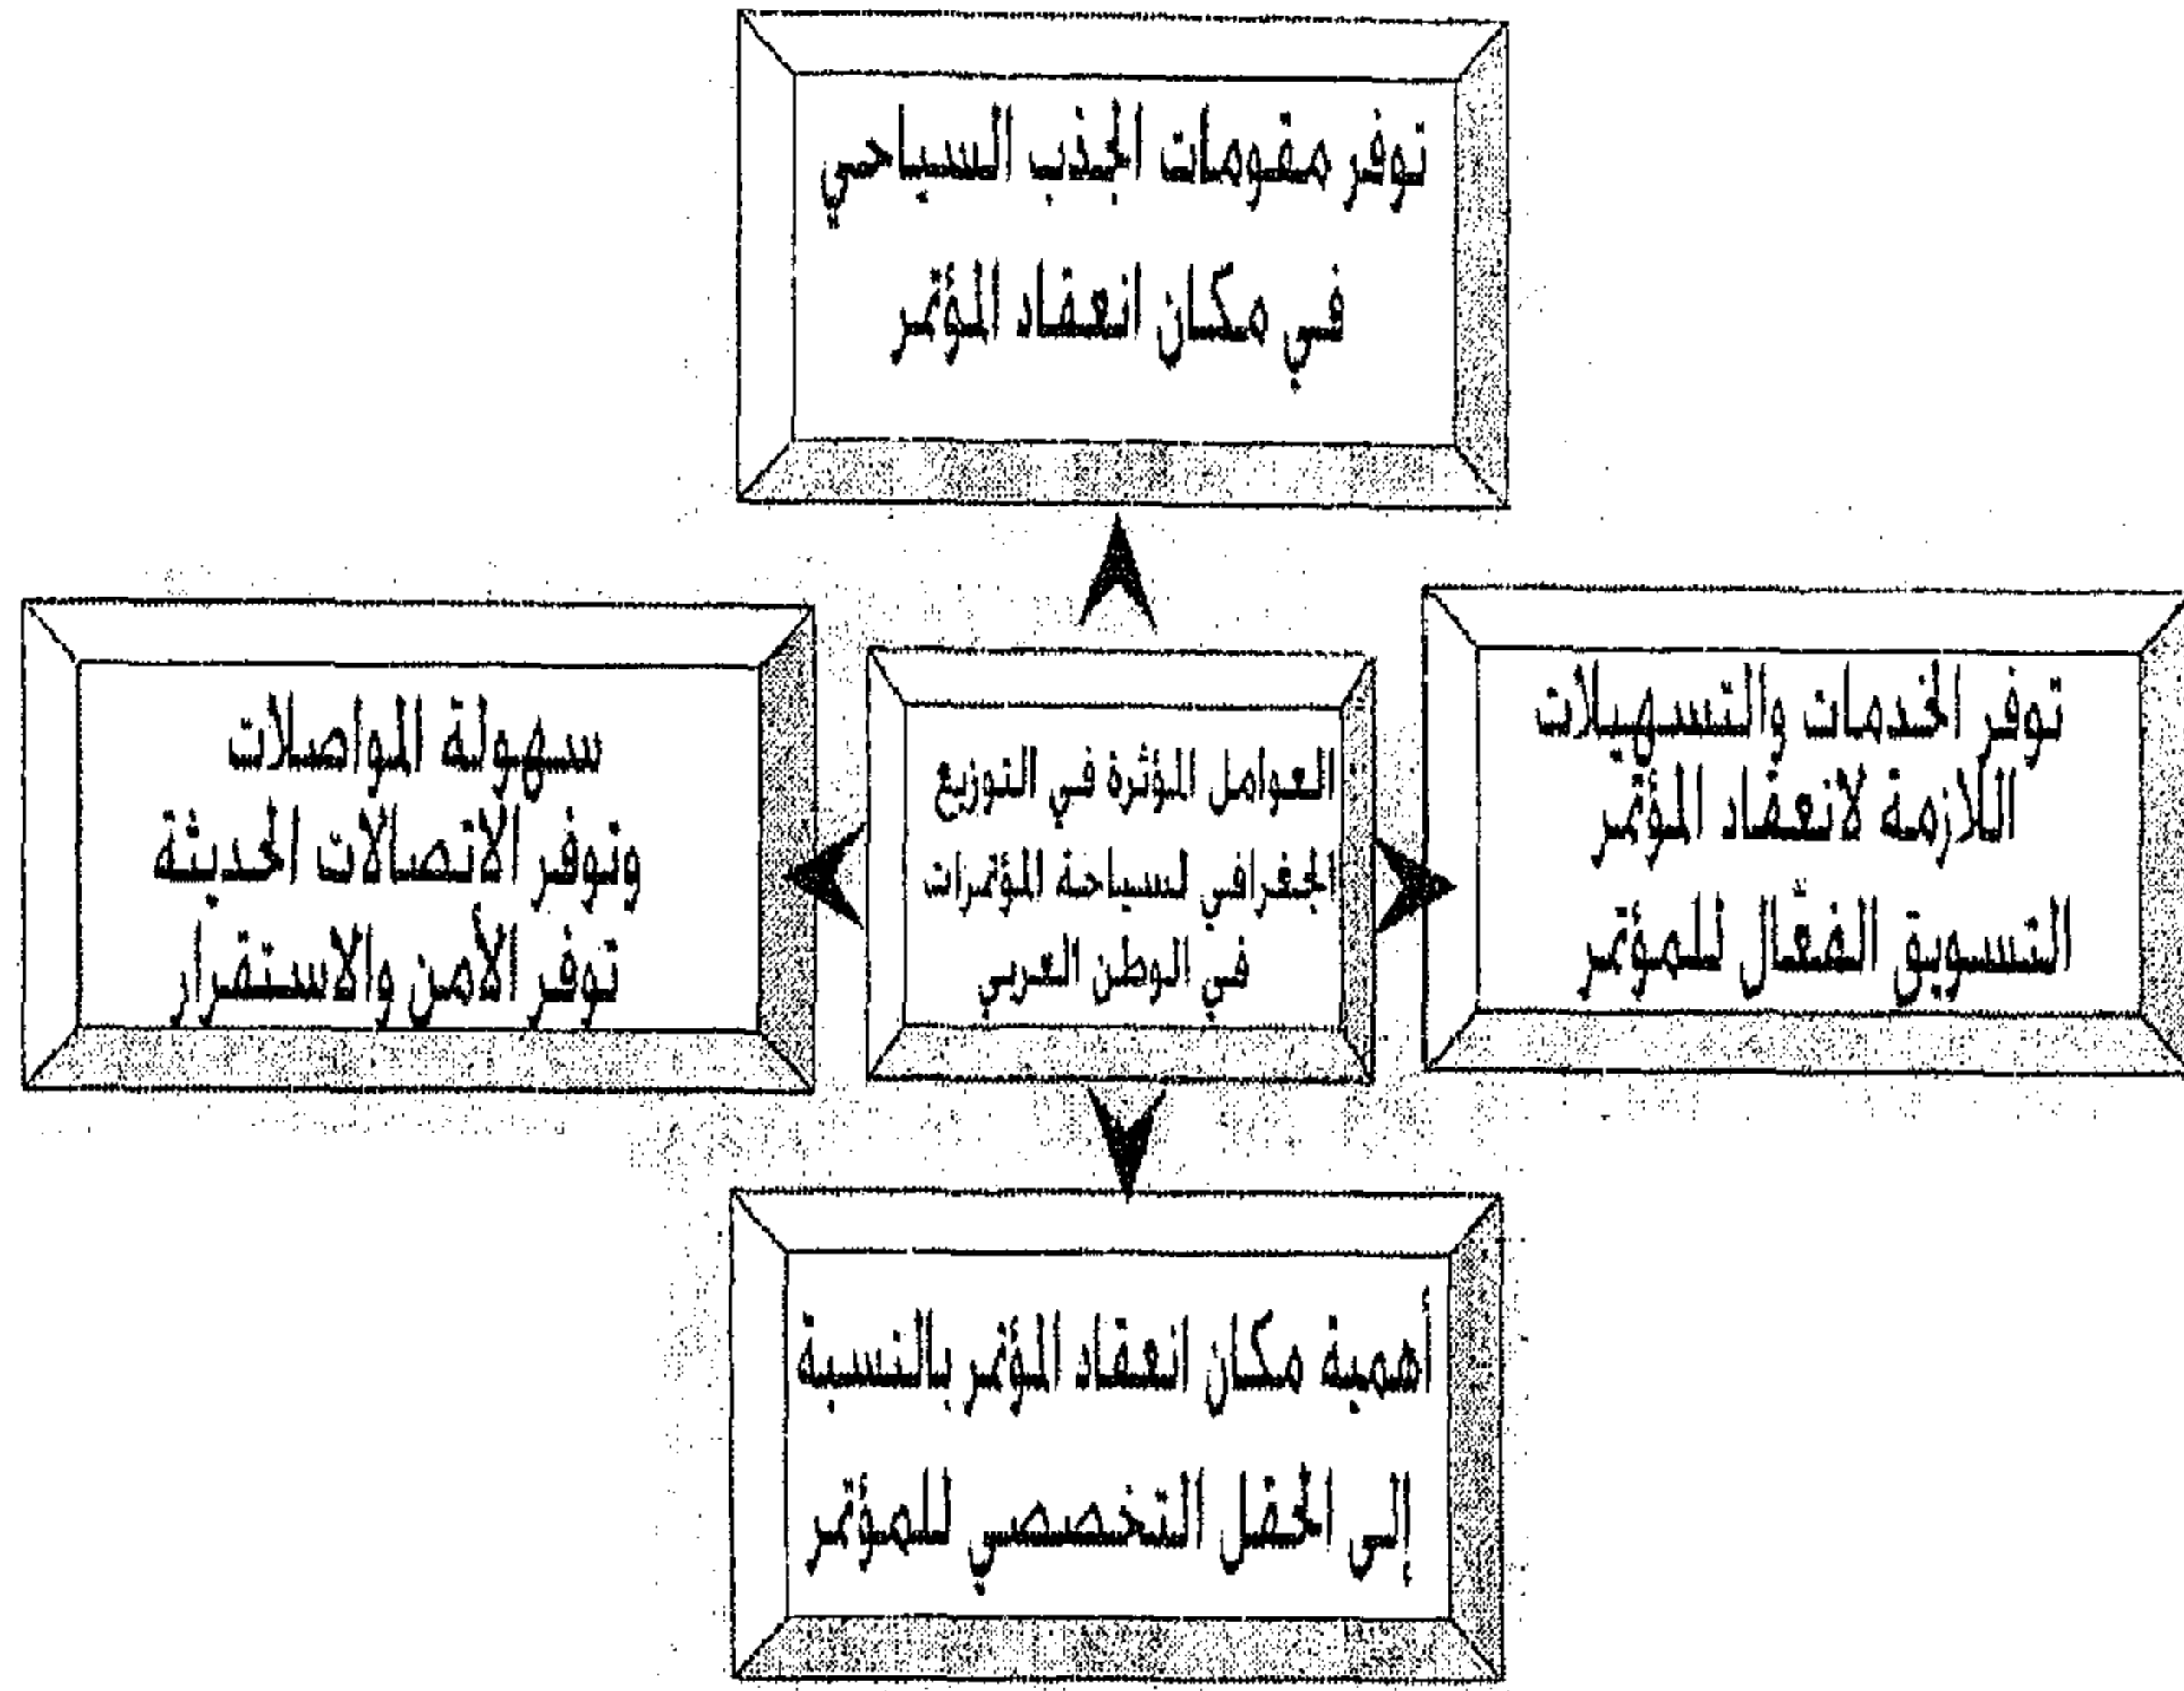 توفر مقومات الجذب السياحي
في مكان انعقاد المؤتمر
توفر الخدمات والتسهيلات
اللازمة لانعقاد المؤتمر
التسويق الفعّال للمؤتمر
العوامل المؤثرة في التوزيع
الجغرافي لسياحة المؤتمرات
في الوطن العربي
سهولة المواصلات
وتوفر الاتصالات الحديثة
توفر الأمن والاستقرار
أهمية مكان انعقاد المؤتمر بالنسبة
إلى الحقل التخصصي للمؤتمر